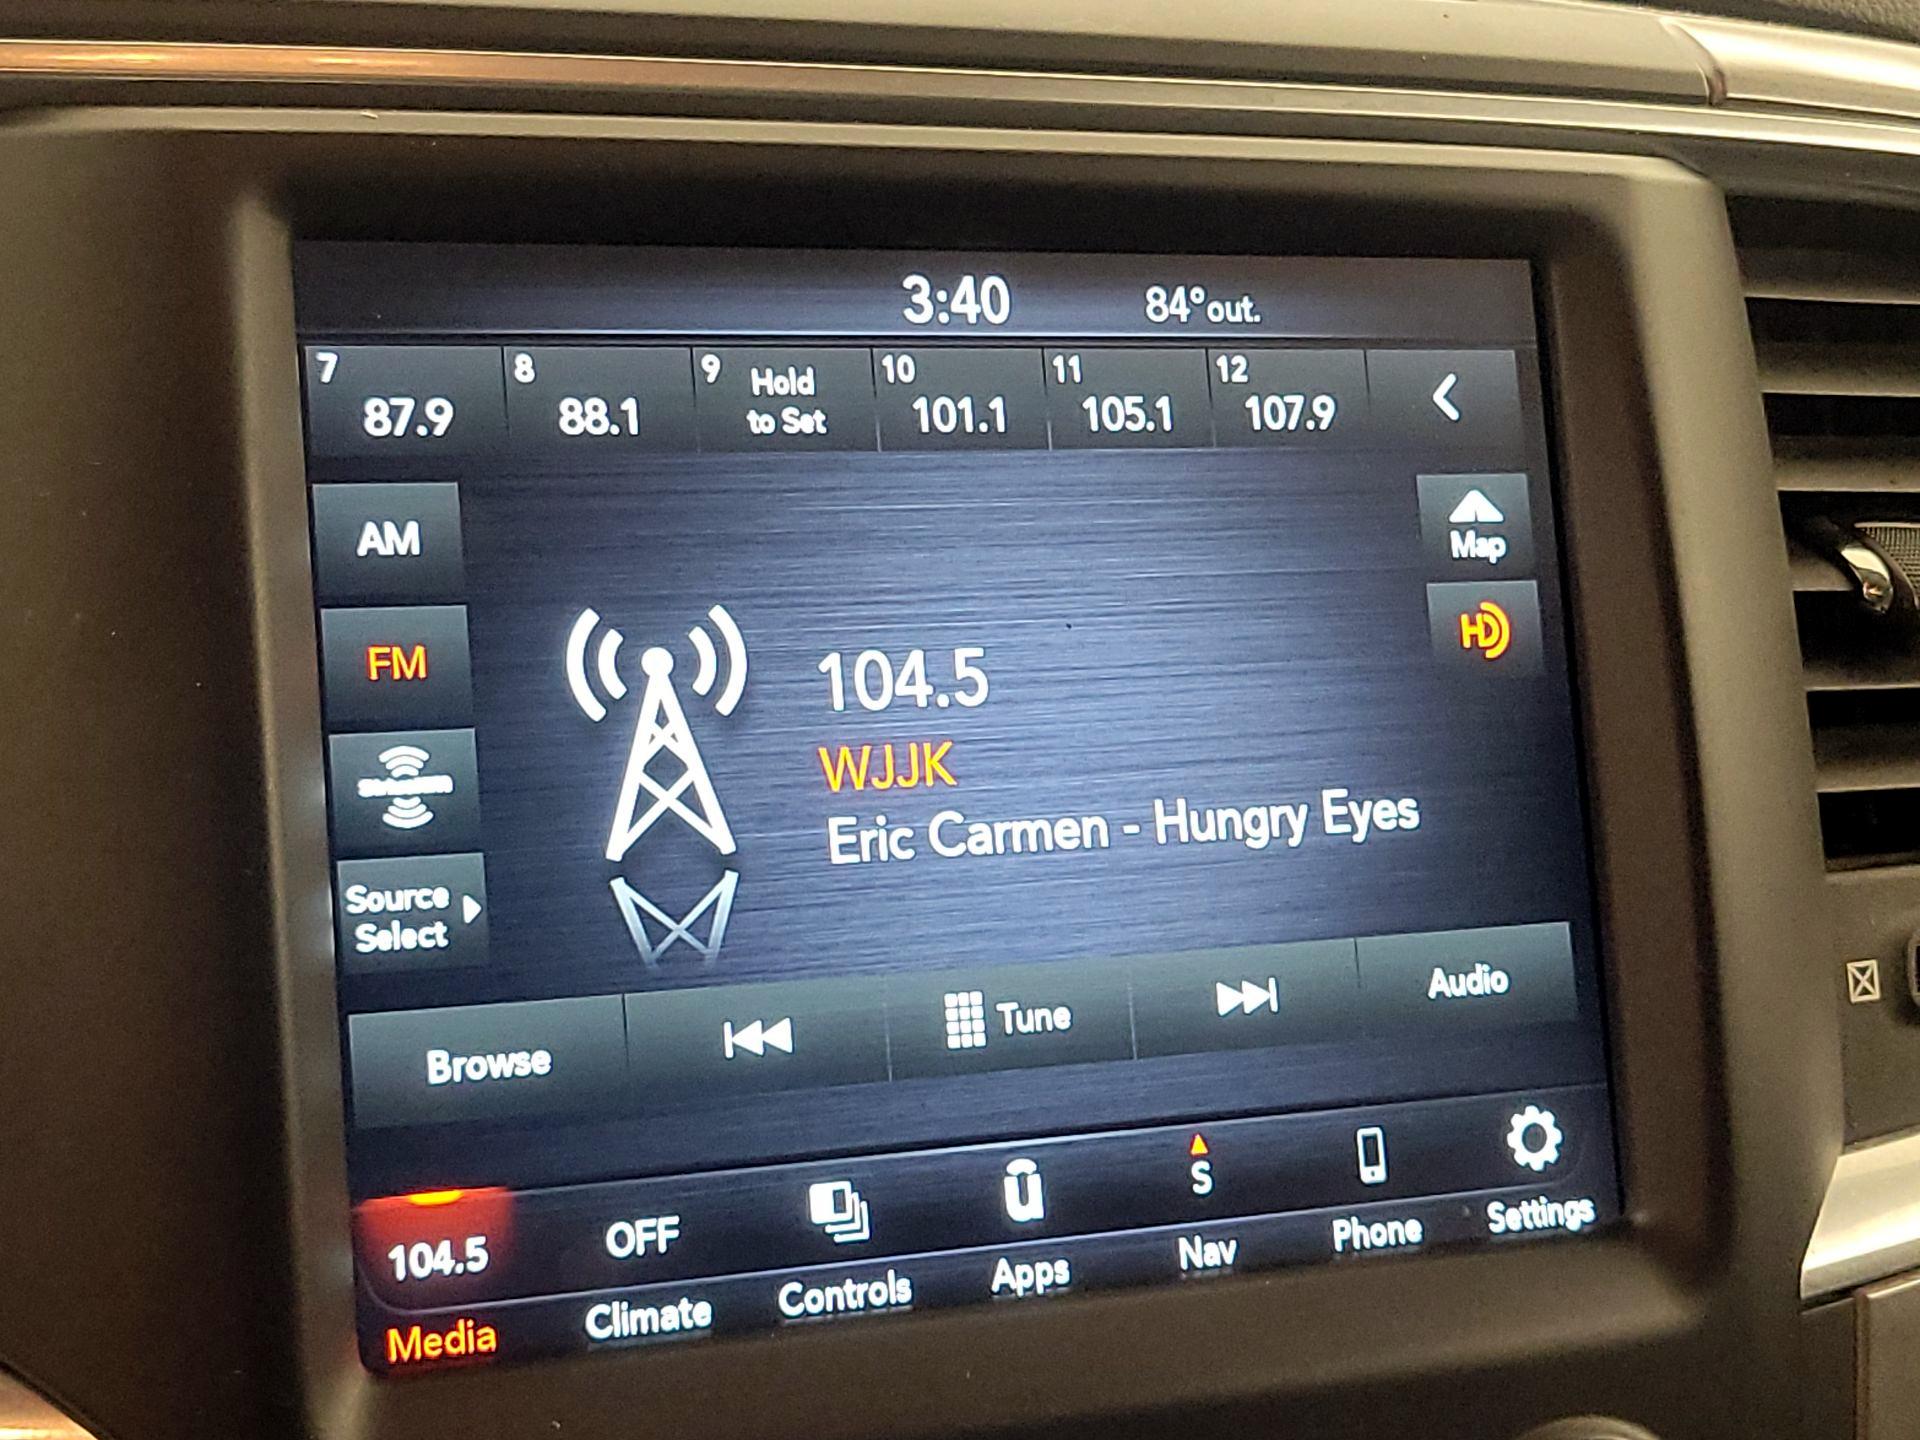 3:40 84°out.
7 8 9 Hold 10 11 12
87.9 88.1 to Set 101.1 105.1 107.9
AM
Map
FM
HD
104.5
WJJK
Eric Carmen - Hungry Eyes
Source
Select
Browse Tune Audio
104.5 OFF S
Media Climate Controls Apps Nav Phone Settings